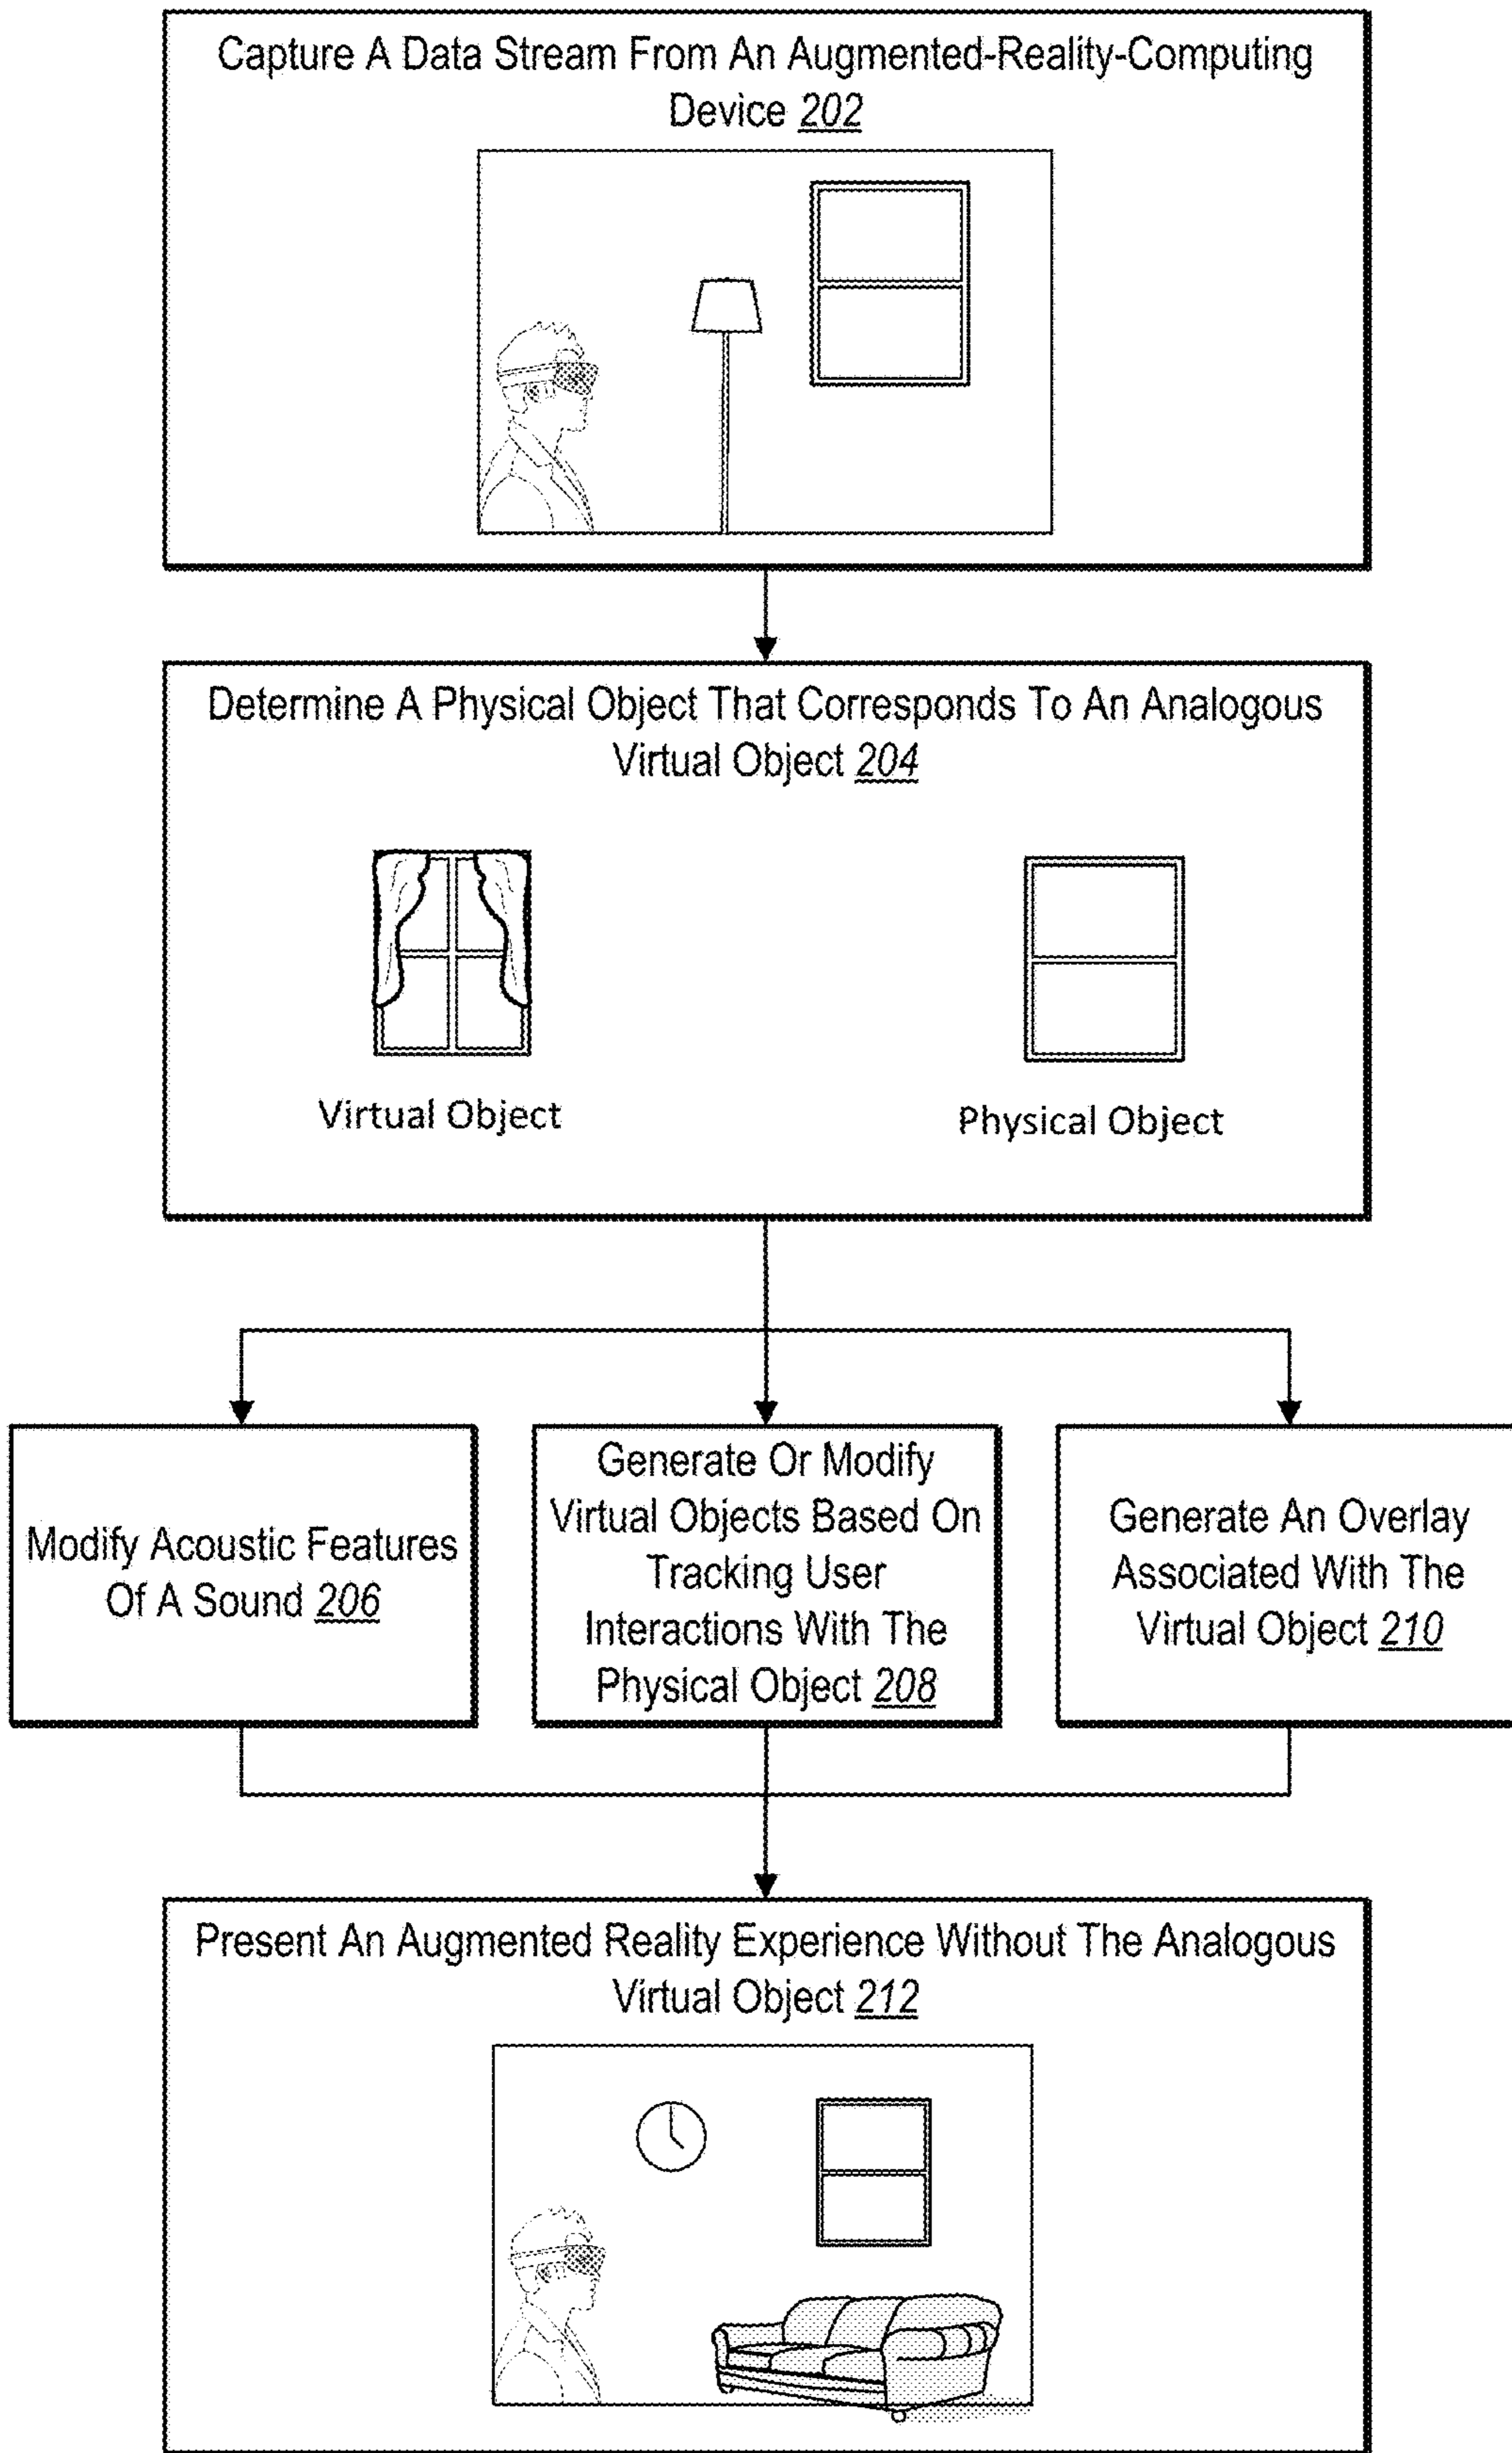 Capture A Data Stream From An Augmented-Reality-Computing
Device 202
Determine A Physical Object That Corresponds To An Analogous
Virtual Object 204
Virtual Object
Physical Object
Modify Acoustic Features
Of A Sound 206
Generate Or Modify
Virtual Objects Based On
Tracking User
Interactions With The
Physical Object 208
Generate An Overlay
Associated With The
Virtual Object 210
Present An Augmented Reality Experience Without The Analogous
Virtual Object 212